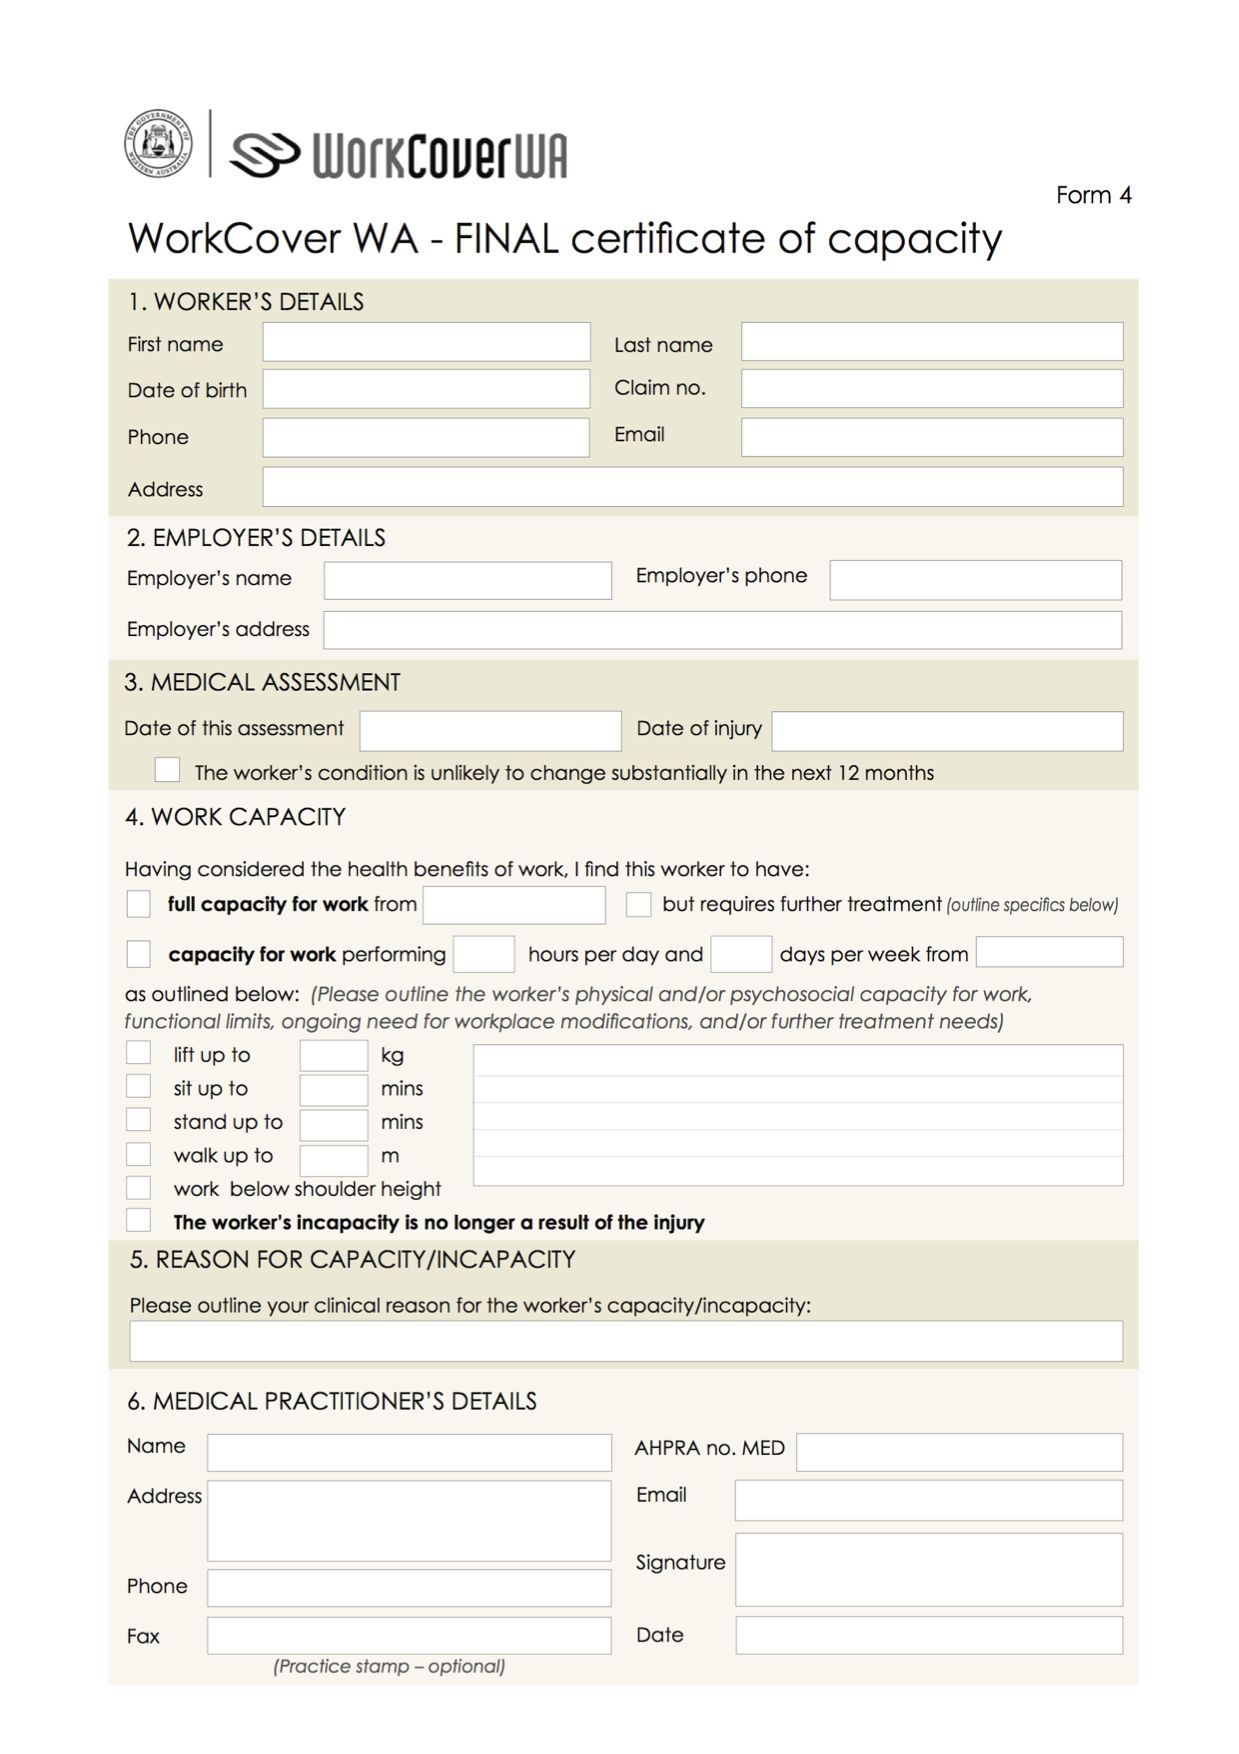 THE GOVERNMENT OF
WESTERN AUSTRALIA
WorkCoverWA
Form 4
WorkCover WA - FINAL certificate of capacity
1. WORKER'S DETAILS
First name Last name
Date of birth Claim no.
Phone Email
Address
2. EMPLOYER'S DETAILS
Employer's name Employer's phone
Employer's address
3. MEDICAL ASSESSMENT
Date of this assessment Date of injury
The worker's condition is unlikely to change substantially in the next 12 months
4. WORK CAPACITY
Having considered the health benefits of work, I find this worker to have:
full capacity for work from but requires further treatment (outline specifics below)
capacity for work performing hours per day and days per week from
as outlined below: (Please outline the worker's physical and/or psychosocial capacity for work,
functional limits, ongoing need for workplace modifications, and/or further treatment needs)
lift up to kg
sit up to mins
stand up to mins
walk up to m
work below shoulder height
The worker's incapacity is no longer a result of the injury
5. REASON FOR CAPACITY/INCAPACITY
Please outline your clinical reason for the worker's capacity/incapacity:
6. MEDICAL PRACTITIONER'S DETAILS
Name AHPRA no. MED
Address Email
Signature
Phone
Fax Date
(Practice stamp – optional)